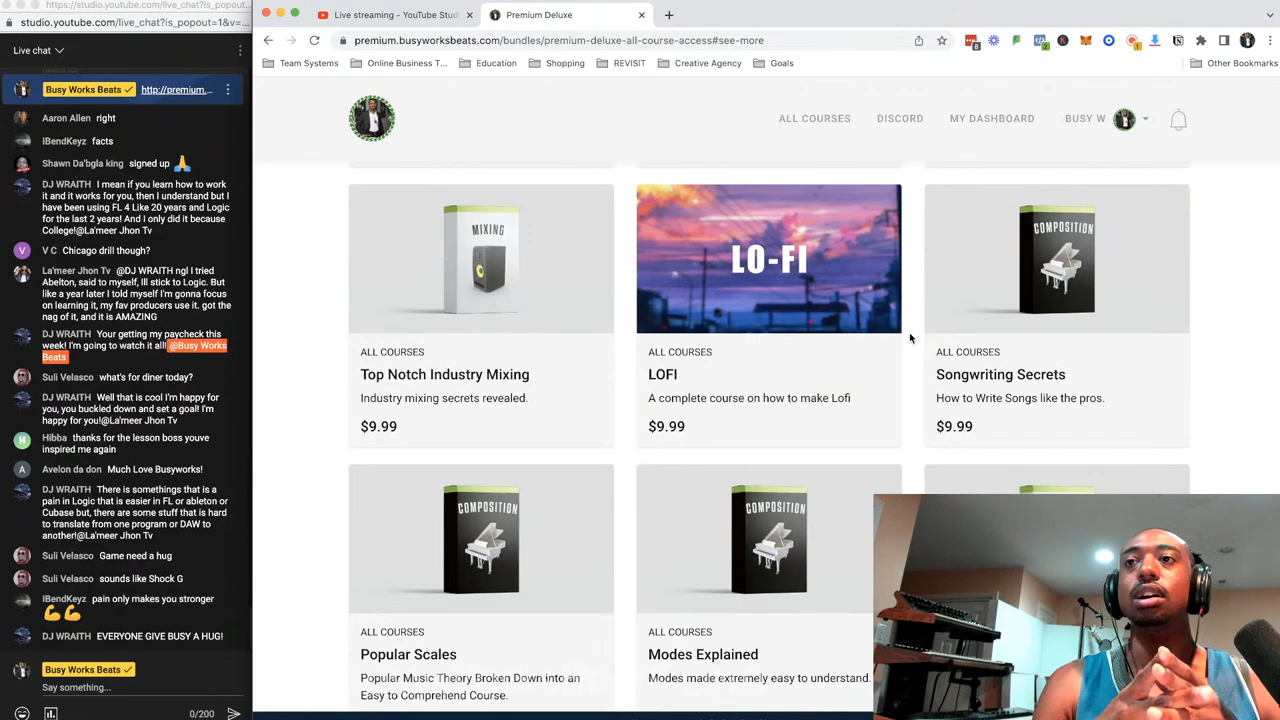 https://studio.youtube.com/live_chat?is_popout
studio.youtube.com/live_chat?is_popout=1&v=...
Live chat
Busy Works Beats http://premium....
Aaron Allen right
IBendKeyz facts
Shawn Da'bgla king signed up 🙏
DJ WRAITH I mean if you learn how to work
it and it works for you, then I understand but I
have been using FL 4 Like 20 years and Logic
for the last 2 years! And I only did it because
College!@La'meer Jhon Tv
V C Chicago drill though?
La'meer Jhon Tv @DJ WRAITH ngl I tried
Abelton, said to myself, Ill stick to Logic. But
like a year later I told myself I'm gonna focus
on learning it, my fav producers use it. got the
nag of it, and it is AMAZING
DJ WRAITH Your getting my paycheck this
week! I'm going to watch it all! @Busy Works
Beats
Suli Velasco what's for diner today?
DJ WRAITH Well that is cool I'm happy for
you, you buckled down and set a goal! I'm
happy for you!@La'meer Jhon Tv
Hibba thanks for the lesson boss youve
inspired me again
Avelon da don Much Love Busyworks!
DJ WRAITH There is somethings that is a
pain in Logic that is easier in FL or ableton or
Cubase but, there are some stuff that is hard
to translate from one program or DAW to
another!@La'meer Jhon Tv
Suli Velasco Game need a hug
Suli Velasco sounds like Shock G
IBendKeyz pain only makes you stronger
💪💪
DJ WRAITH EVERYONE GIVE BUSY A HUG!
Busy Works Beats
Say something...
0/200
Live streaming - YouTube Stud
Premium Deluxe
premium.busyworksbeats.com/bundles/premium-deluxe-all-course-access#see-more
Team Systems Online Business T... Education Shopping REVISIT Creative Agency Goals Other Bookmarks
ALL COURSES DISCORD MY DASHBOARD BUSY W
MIXING
LO-FI
COMPOSITION
ALL COURSES
Top Notch Industry Mixing
Industry mixing secrets revealed.
$9.99
ALL COURSES
LOFI
A complete course on how to make Lofi
$9.99
ALL COURSES
Songwriting Secrets
How to Write Songs like the pros.
$9.99
COMPOSITION
COMPOSITION
ALL COURSES
Popular Scales
Popular Music Theory Broken Down into an
Easy to Comprehend Course.
ALL COURSES
Modes Explained
Modes made extremely easy to understand.